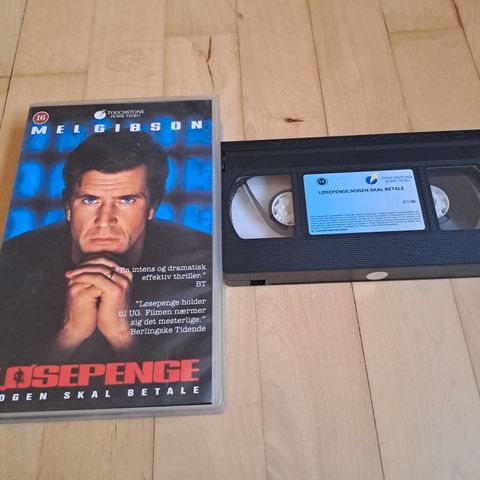 16
TOUCHSTONE
HOME VIDEO
MEL GIBSON
"En intens og dramatisk
effektiv thriller."
BT
"Løsepenge holder
til UG. Filmen nærmer
sig det mesterlige."
Berlingske Tidende
LØSEPENGE
NOGEN SKAL BETALE
TOUCHSTONE
HOME VIDEO
LØSEPENGE,NOGEN SKAL BETALE